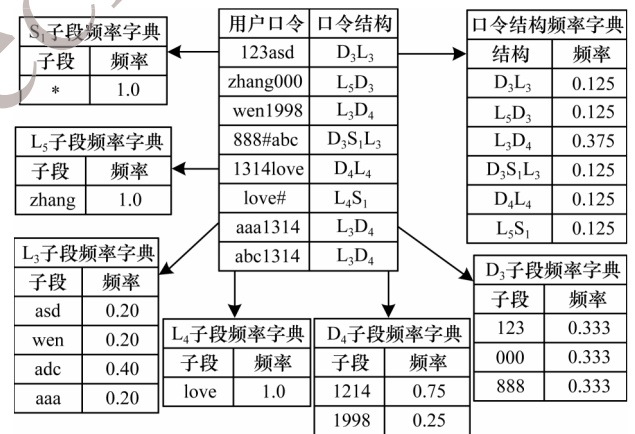 S₁子段频率字典
子段 频率
* 1.0
L₅子段频率字典
子段 频率
zhang 1.0
用户口令 口令结构
123asd D₃L₃
zhang000 L₅D₃
wen1998 L₃D₄
888#abc D₃S₁L₃
1314love D₄L₄
love# L₄S₁
aaa1314 L₃D₄
abc1314 L₃D₄
口令结构频率字典
结构 频率
D₃L₃ 0.125
L₅D₃ 0.125
L₃D₄ 0.375
D₃S₁L₃ 0.125
D₄L₄ 0.125
L₅S₁ 0.125
L₃子段频率字典
子段 频率
asd 0.20
wen 0.20
adc 0.40
aaa 0.20
L₄子段频率字典
子段 频率
love 1.0
D₄子段频率字典
子段 频率
1214 0.75
1998 0.25
D₃子段频率字典
子段 频率
123 0.333
000 0.333
888 0.333